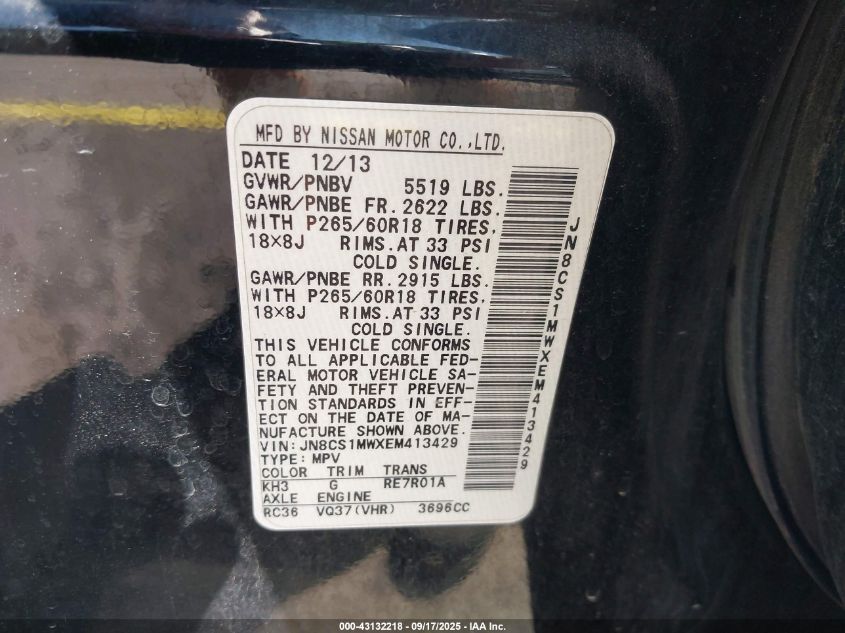 MFD BY NISSAN MOTOR CO.,LTD.
DATE 12/13
GVWR/PNBV 5519 LBS.
GAWR/PNBE FR. 2622 LBS.
WITH P265/60R18 TIRES,
18×8J RIMS.AT 33 PSI
COLD SINGLE.
GAWR/PNBE RR. 2915 LBS.
WITH P265/60R18 TIRES,
18×8J RIMS.AT 33 PSI
COLD SINGLE.
THIS VEHICLE CONFORMS
TO ALL APPLICABLE FED-
ERAL MOTOR VEHICLE SA-
FETY AND THEFT PREVEN-
TION STANDARDS IN EFF-
ECT ON THE DATE OF MA-
NUFACTURE SHOWN ABOVE.
VIN: JN8CS1MWXEM413429
TYPE: MPV
COLOR TRIM TRANS
KH3 G RE7R01A
AXLE ENGINE
RC36 VQ37(VHR) 3696CC
JN8CS1MWXEM413429
000-43132218 - 09/17/2025 - IAA Inc.